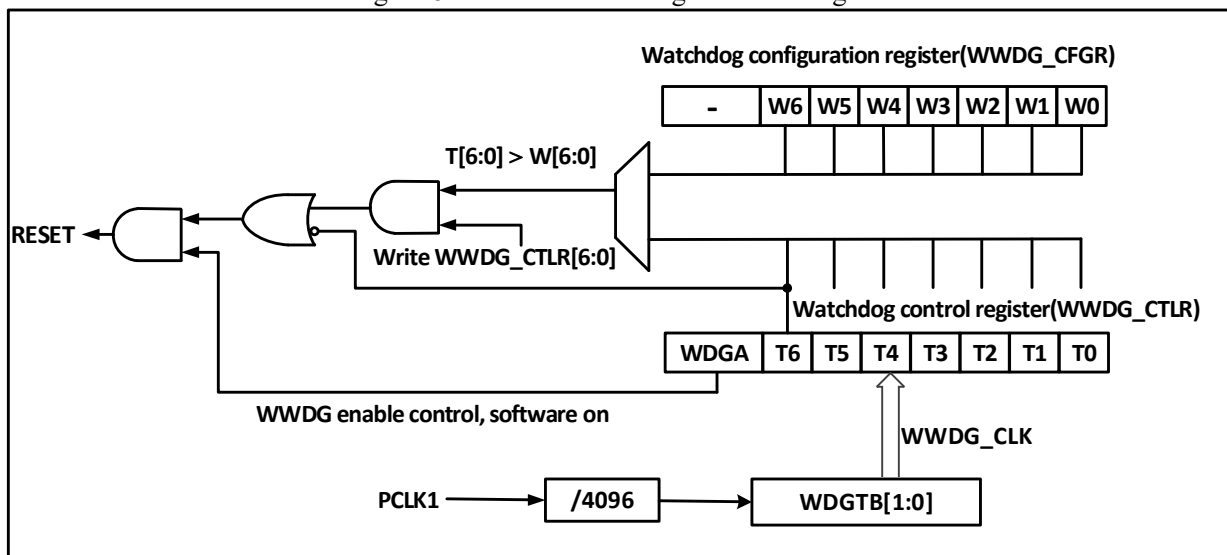 Watchdog configuration register(WWDG_CFGR)
- W6 W5 W4 W3 W2 W1 W0
T[6:0] > W[6:0]
RESET
Write WWDG_CTLR[6:0]
Watchdog control register(WWDG_CTLR)
WDGA T6 T5 T4 T3 T2 T1 T0
WWDG enable control, software on
WWDG_CLK
PCLK1 /4096 WDGTB[1:0]